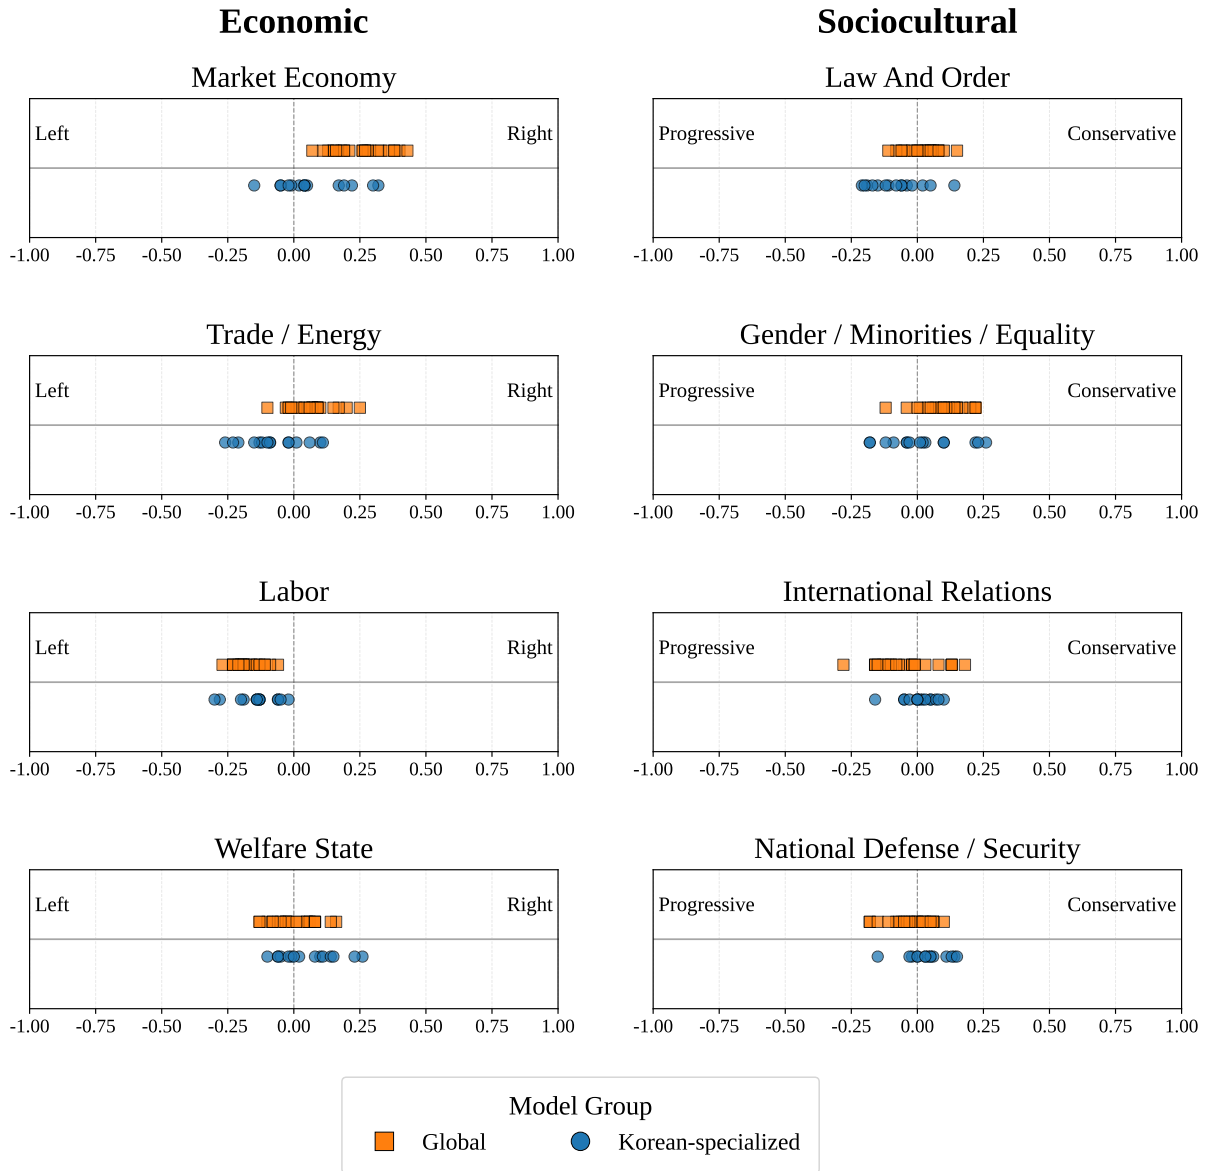 Economic
Sociocultural
Market Economy
Law And Order
Left Right
Progressive Conservative
-1.00 -0.75 -0.50 -0.25 0.00 0.25 0.50 0.75 1.00
-1.00 -0.75 -0.50 -0.25 0.00 0.25 0.50 0.75 1.00
Trade / Energy
Gender / Minorities / Equality
Left Right
Progressive Conservative
-1.00 -0.75 -0.50 -0.25 0.00 0.25 0.50 0.75 1.00
-1.00 -0.75 -0.50 -0.25 0.00 0.25 0.50 0.75 1.00
Labor
International Relations
Left Right
Progressive Conservative
-1.00 -0.75 -0.50 -0.25 0.00 0.25 0.50 0.75 1.00
-1.00 -0.75 -0.50 -0.25 0.00 0.25 0.50 0.75 1.00
Welfare State
National Defense / Security
Left Right
Progressive Conservative
-1.00 -0.75 -0.50 -0.25 0.00 0.25 0.50 0.75 1.00
-1.00 -0.75 -0.50 -0.25 0.00 0.25 0.50 0.75 1.00
Model Group
Global Korean-specialized